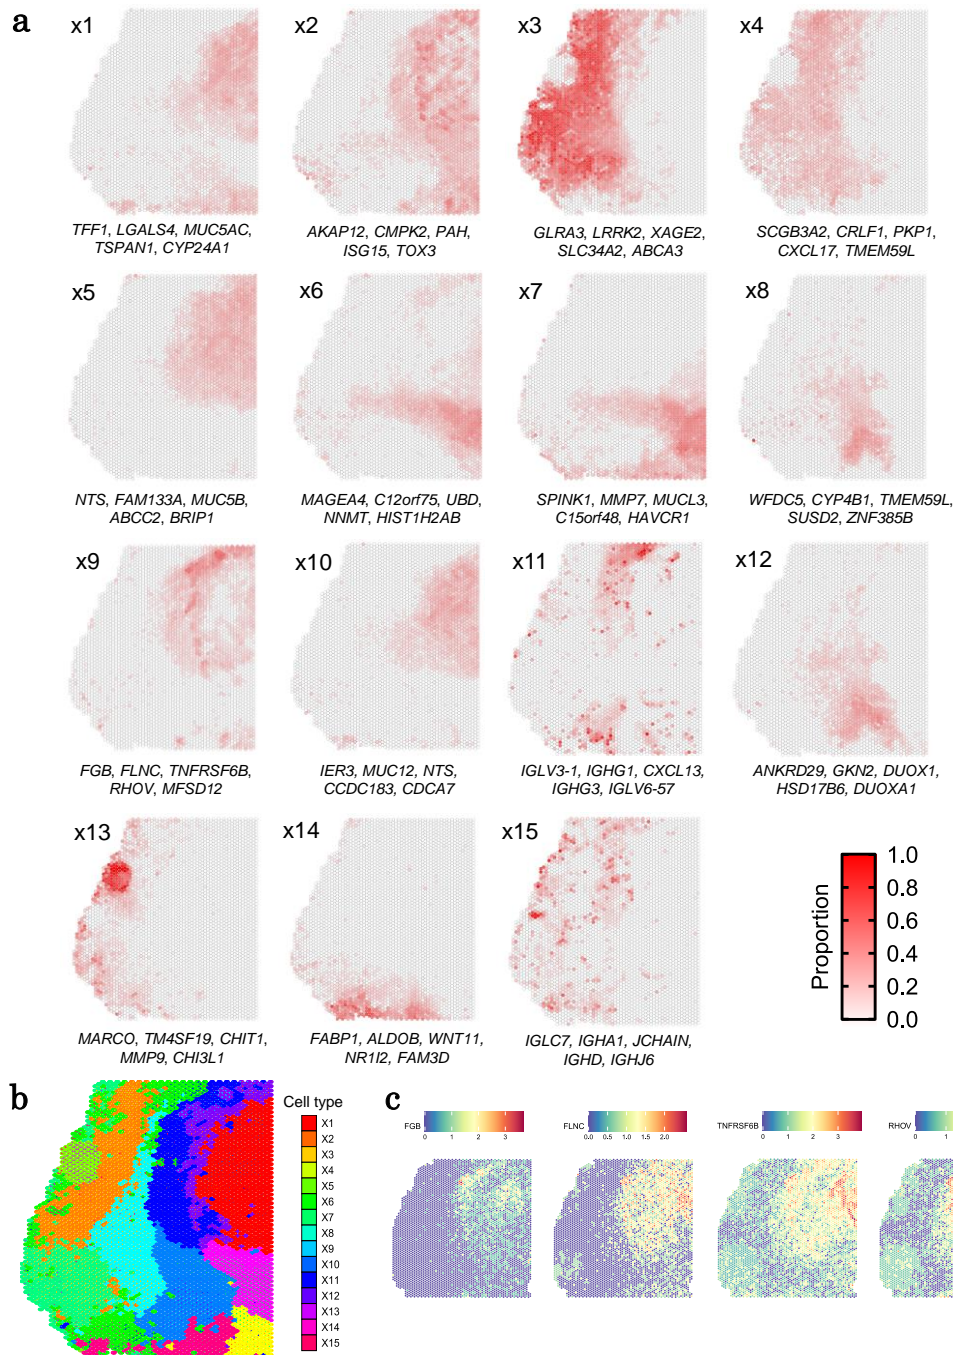 a
x1
x2
x3
x4
TFF1, LGALS4, MUC5AC,
TSPAN1, CYP24A1
AKAP12, CMPK2, PAH,
ISG15, TOX3
GLRA3, LRRK2, XAGE2,
SLC34A2, ABCA3
SCGB3A2, CRLF1, PKP1,
CXCL17, TMEM59L
x5
x6
x7
x8
NTS, FAM133A, MUC5B,
ABCC2, BRIP1
MAGEA4, C12orf75, UBD,
NNMT, HIST1H2AB
SPINK1, MMP7, MUCL3,
C15orf48, HAVCR1
WFDC5, CYP4B1, TMEM59L,
SUSD2, ZNF385B
x9
x10
x11
x12
FGB, FLNC, TNFRSF6B,
RHOV, MFSD12
IER3, MUC12, NTS,
CCDC183, CDCA7
IGLV3-1, IGHG1, CXCL13,
IGHG3, IGLV6-57
ANKRD29, GKN2, DUOX1,
HSD17B6, DUOXA1
x13
x14
x15
MARCO, TM4SF19, CHIT1,
MMP9, CHI3L1
FABP1, ALDOB, WNT11,
NR1I2, FAM3D
IGLC7, IGHA1, JCHAIN,
IGHD, IGHJ6
Proportion
1.0
0.8
0.6
0.4
0.2
0.0
b
Cell type
X1
X2
X3
X4
X5
X6
X7
X8
X9
X10
X11
X12
X13
X14
X15
c
FGB
0 1 2 3
FLNC
0.0 0.5 1.0 1.5 2.0
TNFRSF6B
0 1 2 3
RHOV
0 1